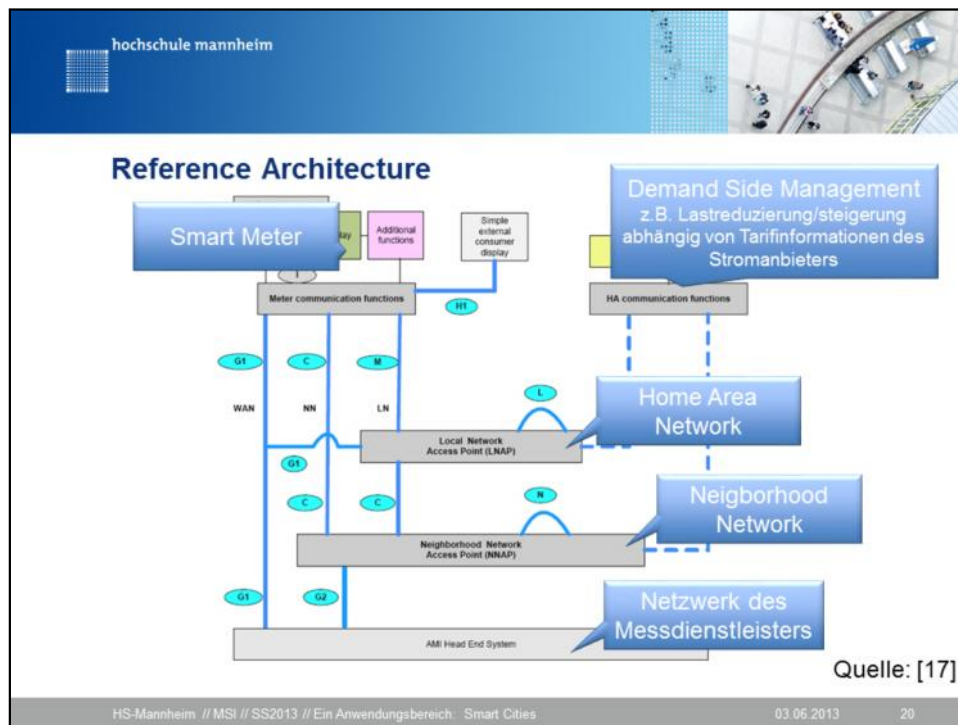 hochschule mannheim
Reference Architecture
Smart Meter
Additional
functions
Simple
external
consumer
display
Demand Side Management
z.B. Lastreduzierung/steigerung
abhängig von Tarifinformationen des
Stromanbieters
Meter communication functions
H1
HA communication functions
G1
C
M
WAN
NN
LN
L
Home Area
Network
Local Network
Access Point (LNAP)
G1
C
C
N
Neigborhood
Network
Neighborhood Network
Access Point (NNAP)
G1
G2
Netzwerk des
Messdienstleisters
AMI Head End System
Quelle: [17]
HS-Mannheim // MSI // SS2013 // Ein Anwendungsbereich: Smart Cities
03.06.2013
20